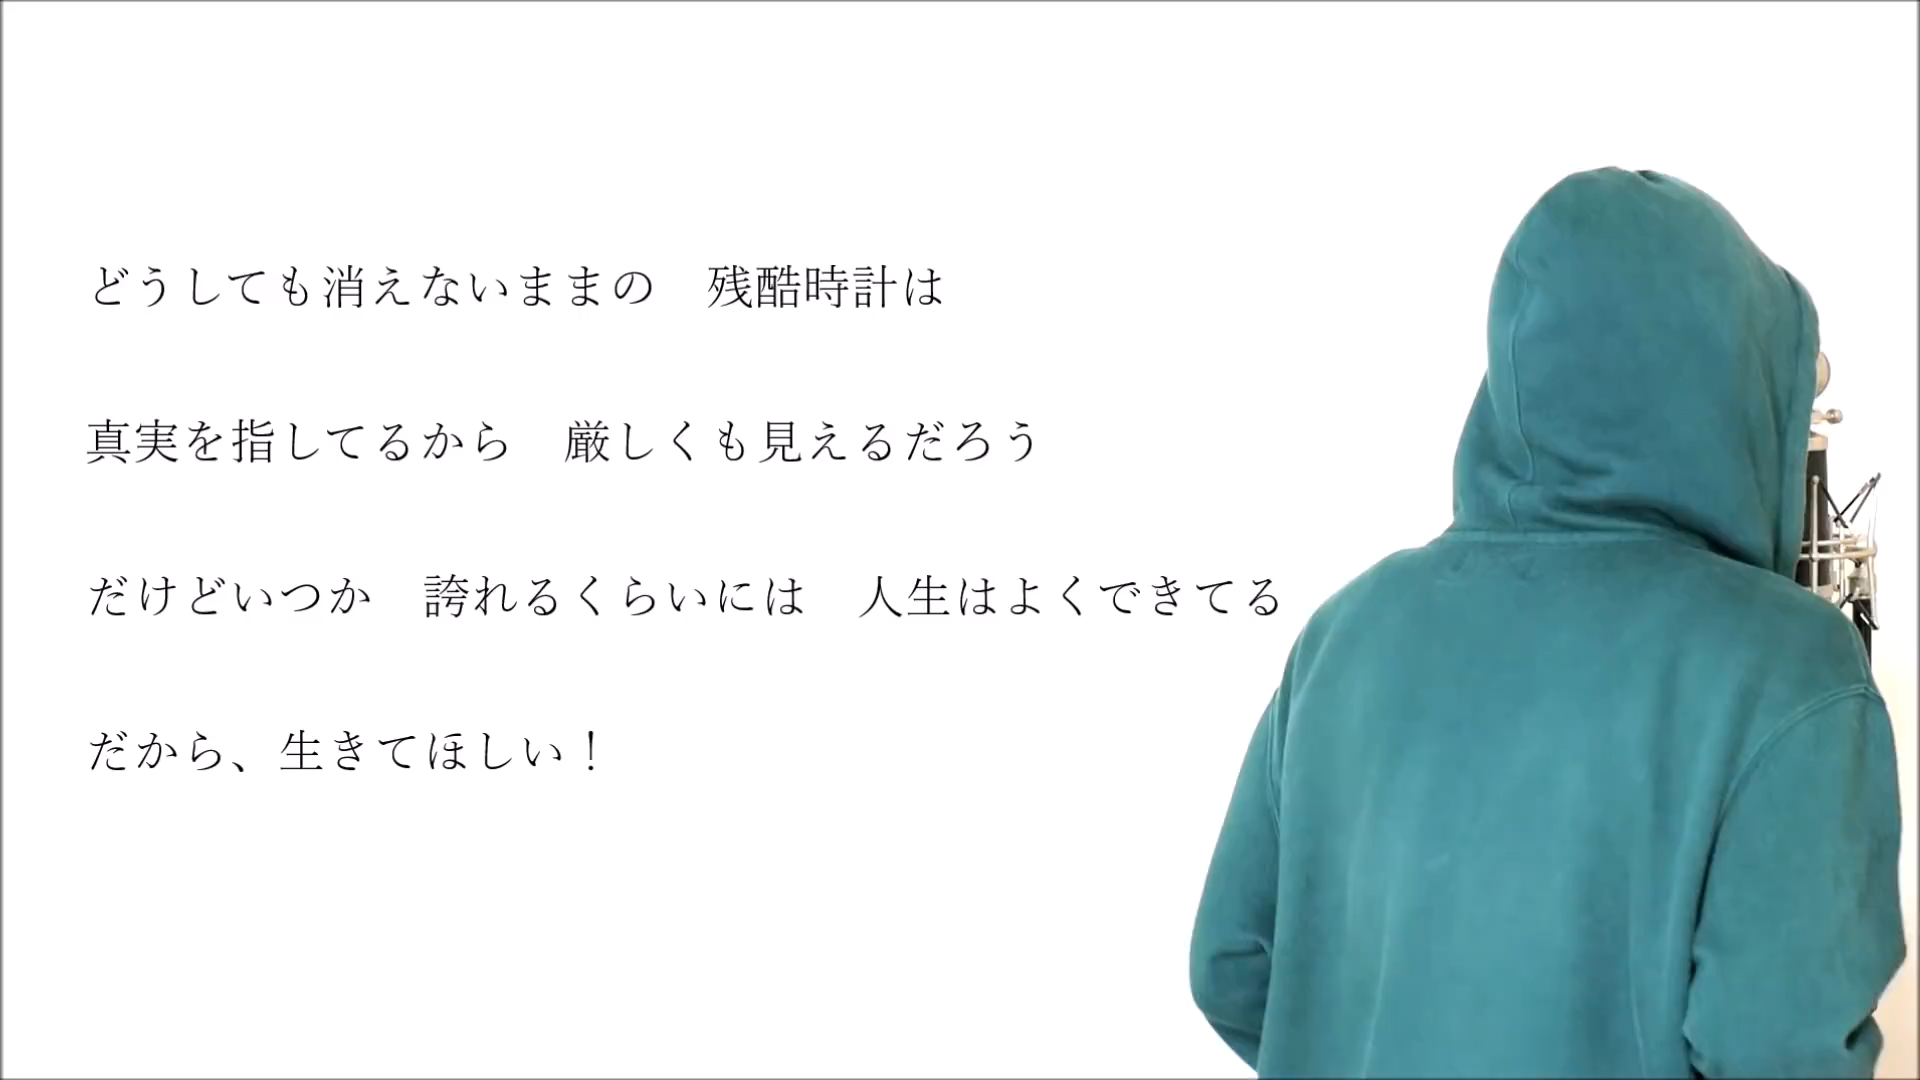 どうしても消えないままの　残酷時計は
真実を指してるから　厳しくも見えるだろう
だけどいつか　誇れるくらいには　人生はよくできてる
だから、生きてほしい！